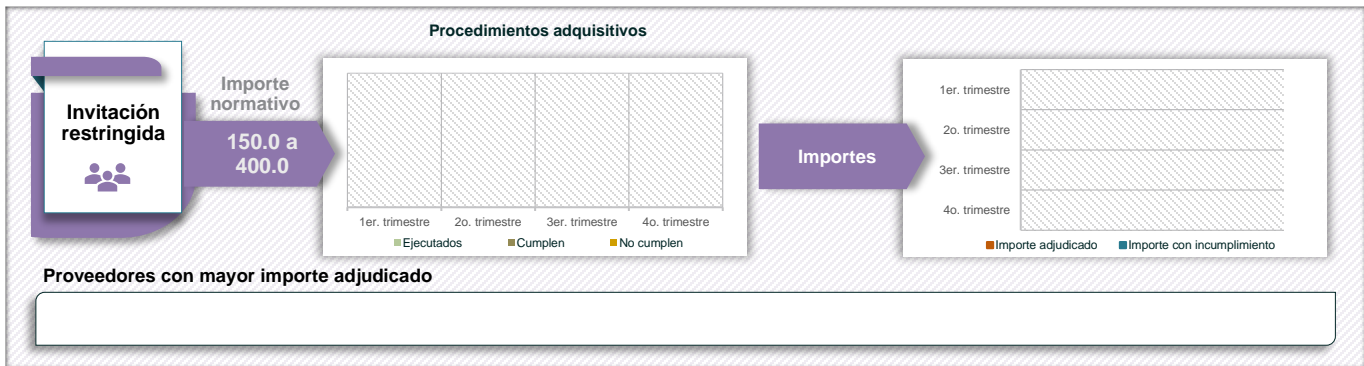 Procedimientos adquisitivos
Invitación
restringida
Importe
normativo
150.0 a
400.0
1er. trimestre 2o. trimestre 3er. trimestre 4o. trimestre
Ejecutados Cumplen No cumplen
Importes
1er. trimestre
2o. trimestre
3er. trimestre
4o. trimestre
Importe adjudicado Importe con incumplimiento
Proveedores con mayor importe adjudicado